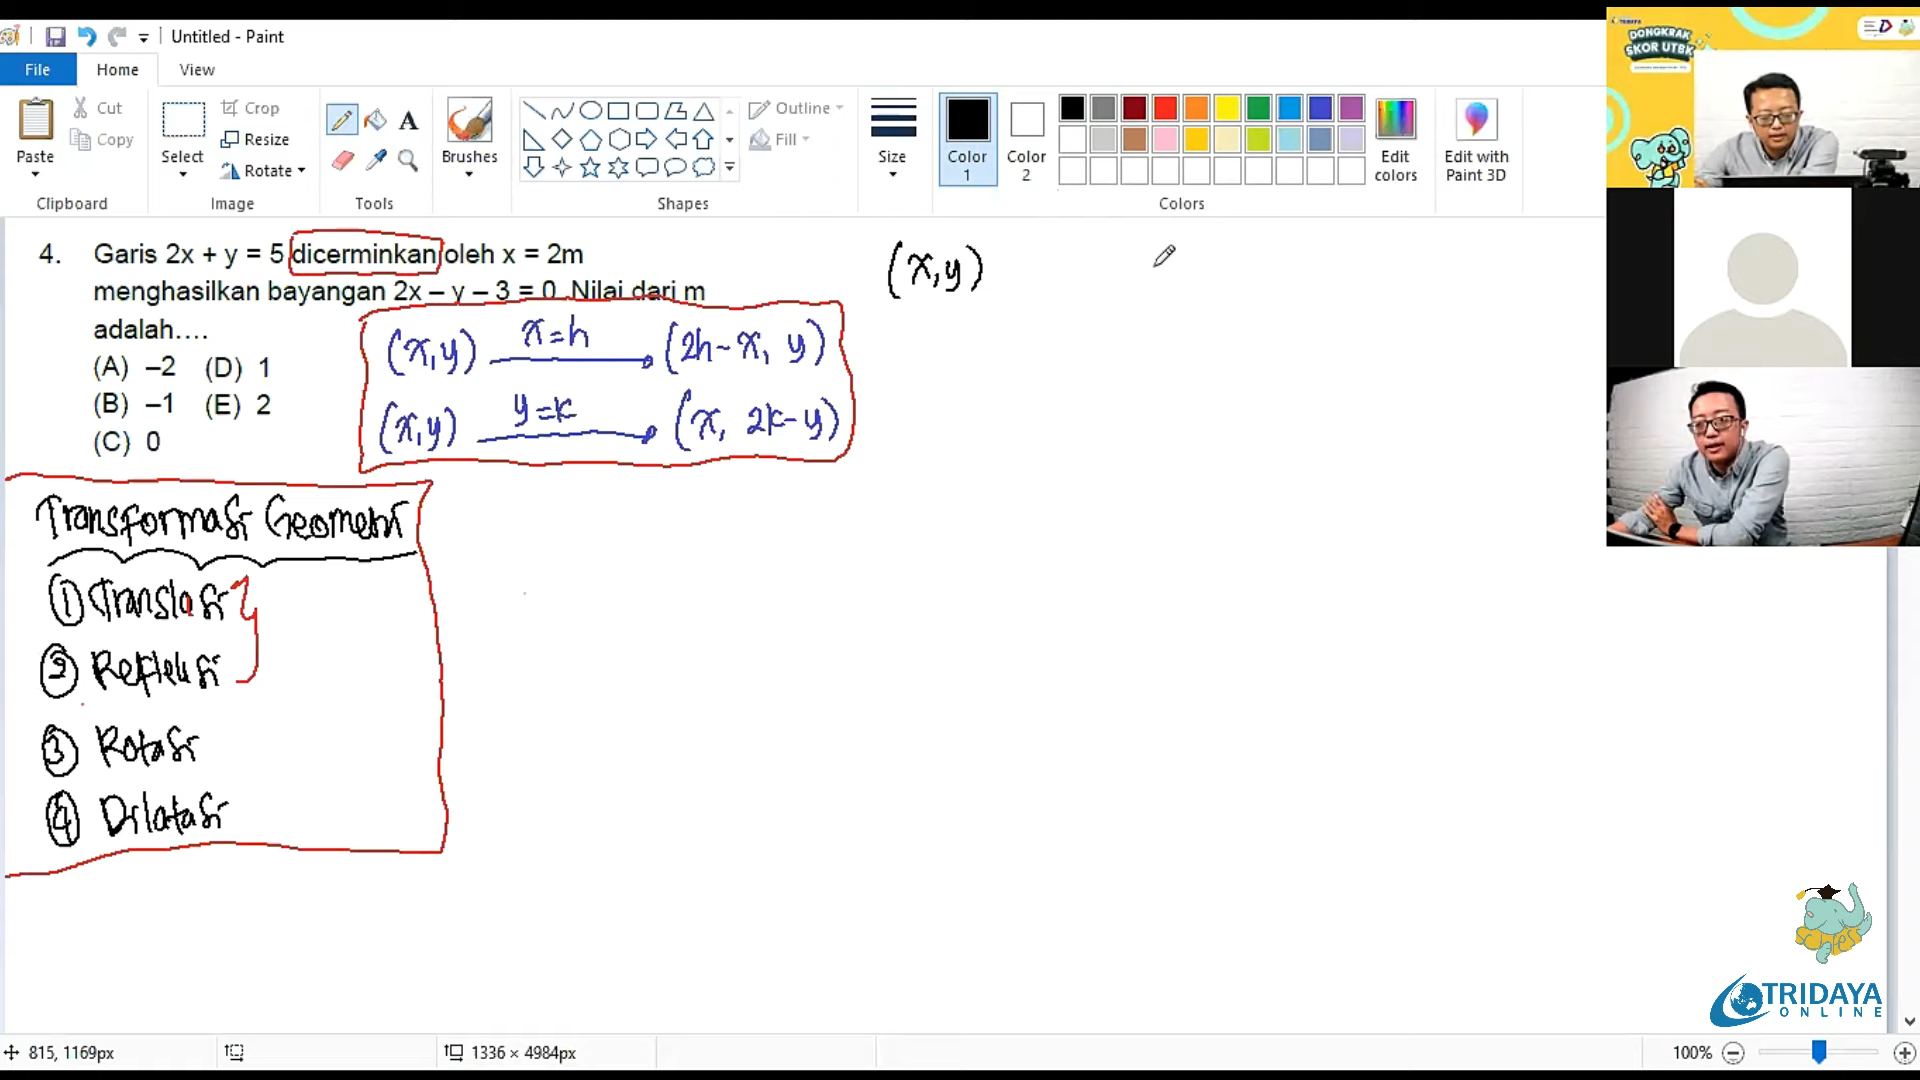 Untitled - Paint
File Home View
Paste
Cut
Copy
Clipboard
Select
Crop
Resize
Rotate
Image
A
Tools
Brushes
Outline
Fill
Shapes
Size
Color 1
Color 2
Edit colors
Edit with Paint 3D
Colors
DONGKRAK
SKOR UTBK
4. Garis 2x + y = 5 dicerminkan oleh x = 2m
menghasilkan bayangan 2x – y – 3 = 0. Nilai dari m
adalah….
(A) –2 (D) 1
(B) –1 (E) 2
(C) 0
(x,y) x=h (2h-x, y)
(x,y) y=k (x, 2k-y)
(x,y)
Transformasi Geometri
① Translasi
② Refleksi
③ Rotasi
④ Dilatasi
TRIDAYA
ONLINE
815, 1169px
1336 × 4984px
100%